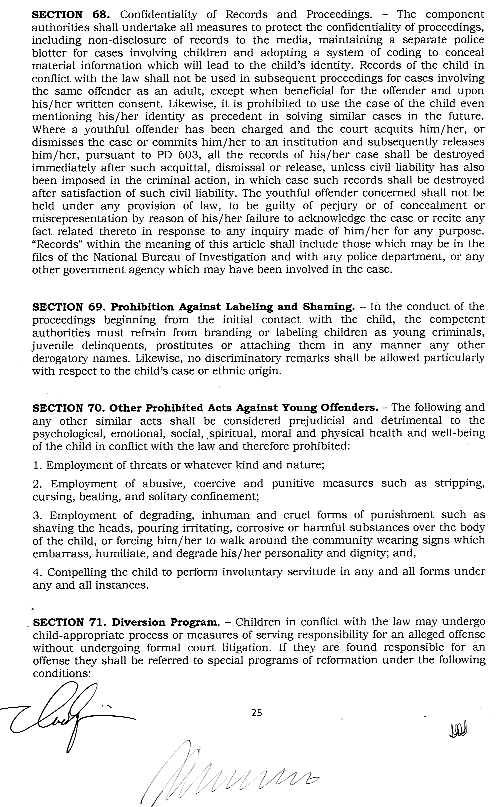 SECTION 68. Confidentiality of Records and Proceedings. – The component
authorities shall undertake all measures to protect the confidentiality of proceedings,
including non-disclosure of records to the media, maintaining a separate police
blotter for cases involving children and adopting a system of coding to conceal
material information which will lead to the child's identity. Records of the child in
conflict with the law shall not be used in subsequent proceedings for cases involving
the same offender as an adult, except when beneficial for the offender and upon
his/her written consent. Likewise, it is prohibited to use the case of the child even
mentioning his/her identity as precedent in solving similar cases in the future.
Where a youthful offender has been charged and the court acquits him/her, or
dismisses the case or commits him/her to an institution and subsequently releases
him/her, pursuant to PD 603, all the records of his/her case shall be destroyed
immediately after such acquittal, dismissal or release, unless civil liability has also
been imposed in the criminal action, in which case such records shall be destroyed
after satisfaction of such civil liability. The youthful offender concerned shall not be
held under any provision of law, to be guilty of perjury or of concealment or
misrepresentation by reason of his/her failure to acknowledge the case or recite any
fact related thereto in response to any inquiry made of him/her for any purpose.
"Records" within the meaning of this article shall include those which may be in the
files of the National Bureau of Investigation and with any police department, or any
other government agency which may have been involved in the case.
SECTION 69. Prohibition Against Labeling and Shaming. – In the conduct of the
proceedings beginning from the initial contact with the child, the competent
authorities must refrain from branding or labeling children as young criminals,
juvenile delinquents, prostitutes or attaching them in any manner any other
derogatory names. Likewise, no discriminatory remarks shall be allowed particularly
with respect to the child's case or ethnic origin.
SECTION 70. Other Prohibited Acts Against Young Offenders. – The following and
any other similar acts shall be considered prejudicial and detrimental to the
psychological, emotional, social, spiritual, moral and physical health and well-being
of the child in conflict with the law and therefore prohibited:
1. Employment of threats or whatever kind and nature;
2. Employment of abusive, coercive and punitive measures such as stripping,
cursing, beating, and solitary confinement;
3. Employment of degrading, inhuman and cruel forms of punishment such as
shaving the heads, pouring irritating, corrosive or harmful substances over the body
of the child, or forcing him/her to walk around the community wearing signs which
embarrass, humiliate, and degrade his/her personality and dignity; and,
4. Compelling the child to perform involuntary servitude in any and all forms under
any and all instances.
SECTION 71. Diversion Program. – Children in conflict with the law may undergo
child-appropriate process or measures of serving responsibility for an alleged offense
without undergoing formal court litigation. If they are found responsible for an
offense they shall be referred to special programs of reformation under the following
conditions:
25